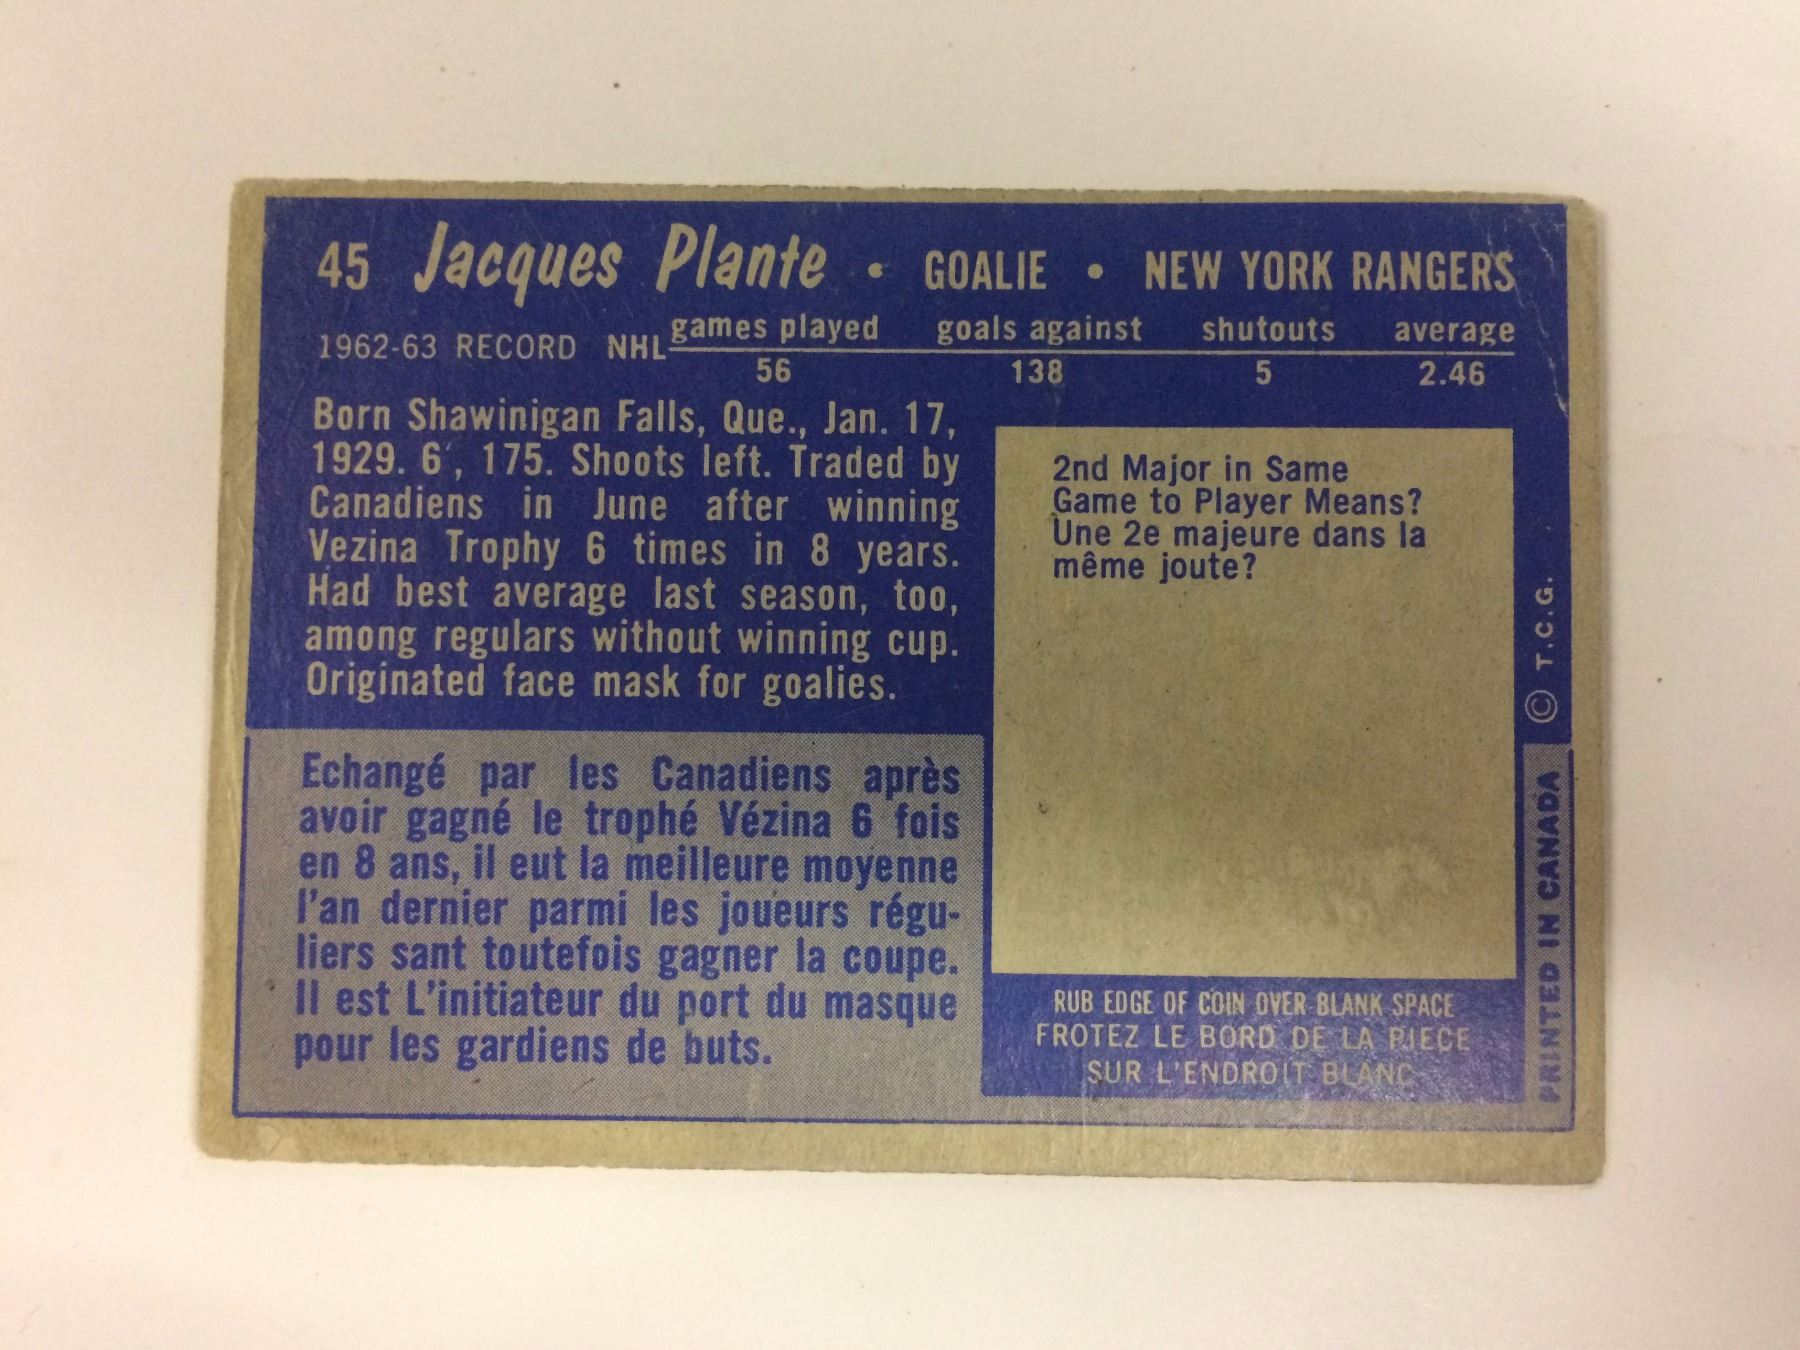 45 Jacques Plante • GOALIE • NEW YORK RANGERS
1962-63 RECORD NHL games played goals against shutouts average
56 138 5 2.46
Born Shawinigan Falls, Que., Jan. 17,
1929. 6', 175. Shoots left. Traded by
Canadiens in June after winning
Vezina Trophy 6 times in 8 years.
Had best average last season, too,
among regulars without winning cup.
Originated face mask for goalies.
Echangé par les Canadiens après
avoir gagné le trophé Vézina 6 fois
en 8 ans, il eut la meilleure moyenne
l'an dernier parmi les joueurs régu-
liers sant toutefois gagner la coupe.
Il est L'initiateur du port du masque
pour les gardiens de buts.
2nd Major in Same
Game to Player Means?
Une 2e majeure dans la
même joute?
RUB EDGE OF COIN OVER BLANK SPACE
FROTEZ LE BORD DE LA PIECE
SUR L'ENDROIT BLANC
© T.C.G.
PRINTED IN CANADA